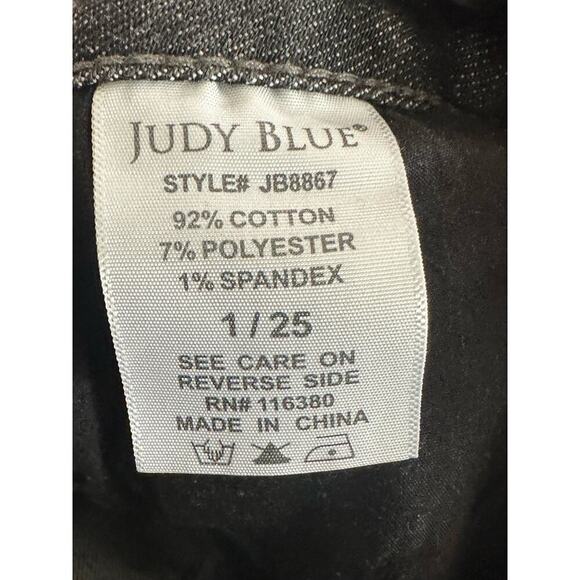 JUDY BLUE®
STYLE# JB8867
92% COTTON
7% POLYESTER
1% SPANDEX
1 / 25
SEE CARE ON
REVERSE SIDE
RN# 116380
MADE IN CHINA